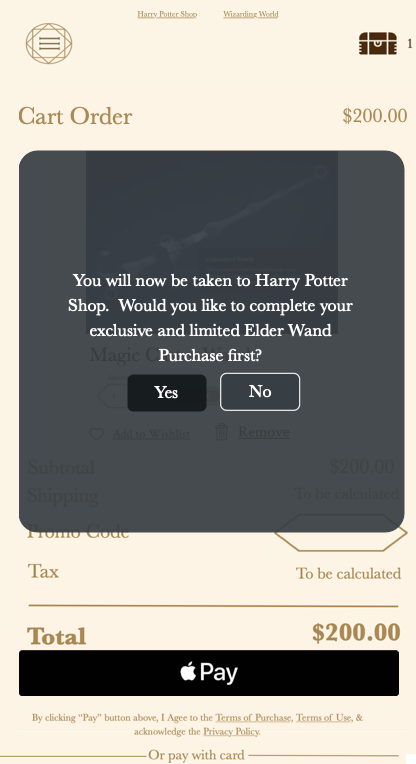 Harry Potter Shop Wizarding World
1
Cart Order $200.00
You will now be taken to Harry Potter
Shop. Would you like to complete your
exclusive and limited Elder Wand
Purchase first?
Magic
Yes No
Add to Wishlist Remove
Subtotal $200.00
Shipping To be calculated
Promo Code
Tax To be calculated
Total $200.00
Pay
By clicking “Pay” button above, I Agree to the Terms of Purchase, Terms of Use, &
acknowledge the Privacy Policy.
Or pay with card